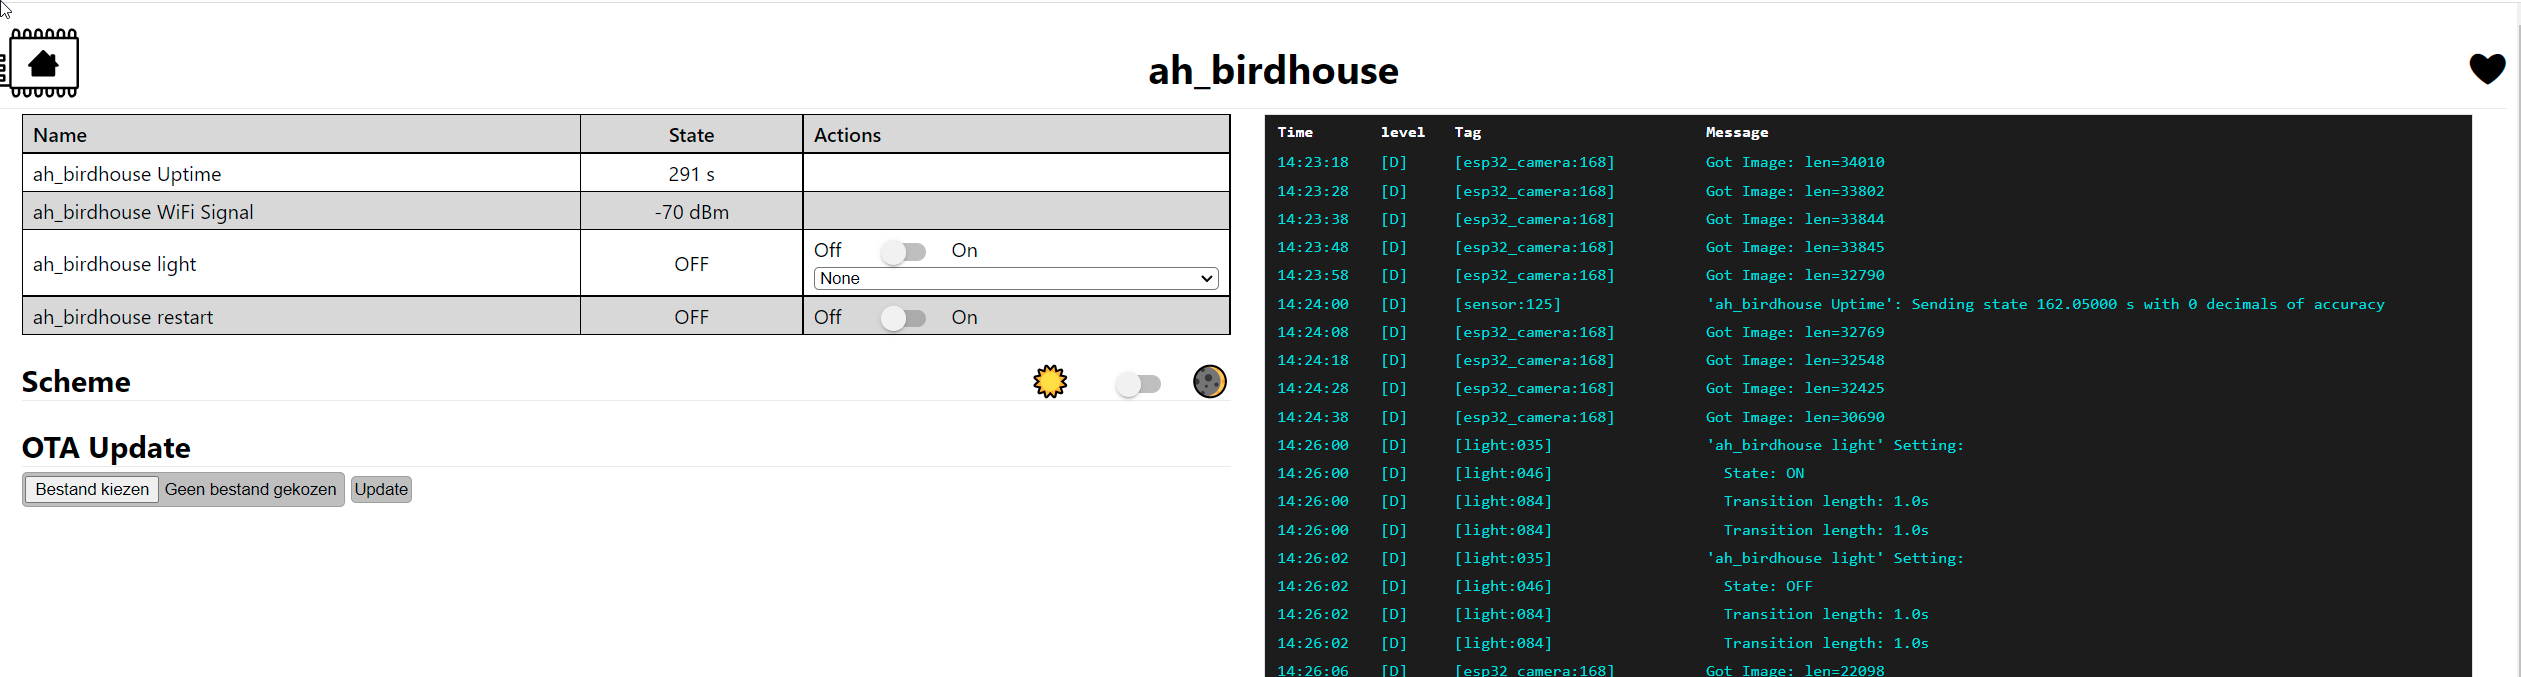 ah_birdhouse
Name State Actions
ah_birdhouse Uptime 291 s
ah_birdhouse WiFi Signal -70 dBm
ah_birdhouse light OFF Off On
None
ah_birdhouse restart OFF Off On
Scheme
OTA Update
Bestand kiezen Geen bestand gekozen Update
Time level Tag Message
14:23:18 [D] [esp32_camera:168] Got Image: len=34010
14:23:28 [D] [esp32_camera:168] Got Image: len=33802
14:23:38 [D] [esp32_camera:168] Got Image: len=33844
14:23:48 [D] [esp32_camera:168] Got Image: len=33845
14:23:58 [D] [esp32_camera:168] Got Image: len=32790
14:24:00 [D] [sensor:125] 'ah_birdhouse Uptime': Sending state 162.05000 s with 0 decimals of accuracy
14:24:08 [D] [esp32_camera:168] Got Image: len=32769
14:24:18 [D] [esp32_camera:168] Got Image: len=32548
14:24:28 [D] [esp32_camera:168] Got Image: len=32425
14:24:38 [D] [esp32_camera:168] Got Image: len=30690
14:26:00 [D] [light:035] 'ah_birdhouse light' Setting:
14:26:00 [D] [light:046] State: ON
14:26:00 [D] [light:084] Transition length: 1.0s
14:26:00 [D] [light:084] Transition length: 1.0s
14:26:02 [D] [light:035] 'ah_birdhouse light' Setting:
14:26:02 [D] [light:046] State: OFF
14:26:02 [D] [light:084] Transition length: 1.0s
14:26:02 [D] [light:084] Transition length: 1.0s
14:26:06 [D] [esp32_camera:168] Got Image: len=22098